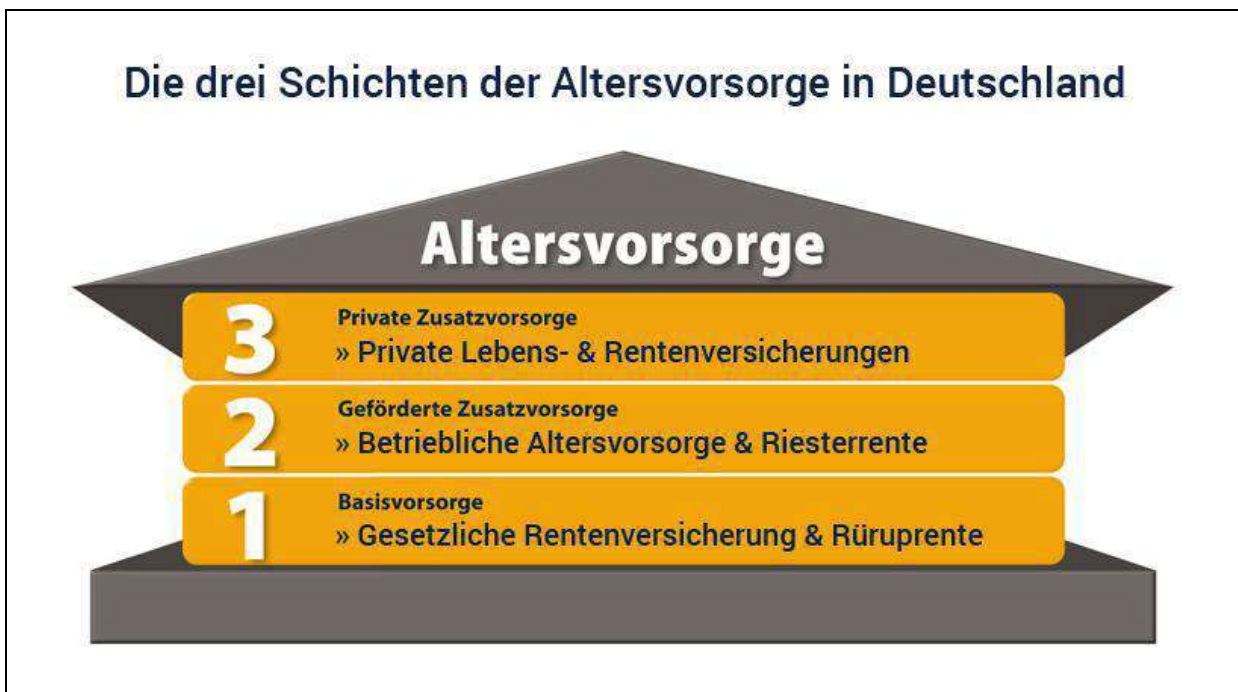 Die drei Schichten der Altersvorsorge in Deutschland
Altersvorsorge
3
Private Zusatzvorsorge
» Private Lebens- & Rentenversicherungen
2
Geförderte Zusatzvorsorge
» Betriebliche Altersvorsorge & Riesterrente
1
Basisvorsorge
» Gesetzliche Rentenversicherung & Rüruprente